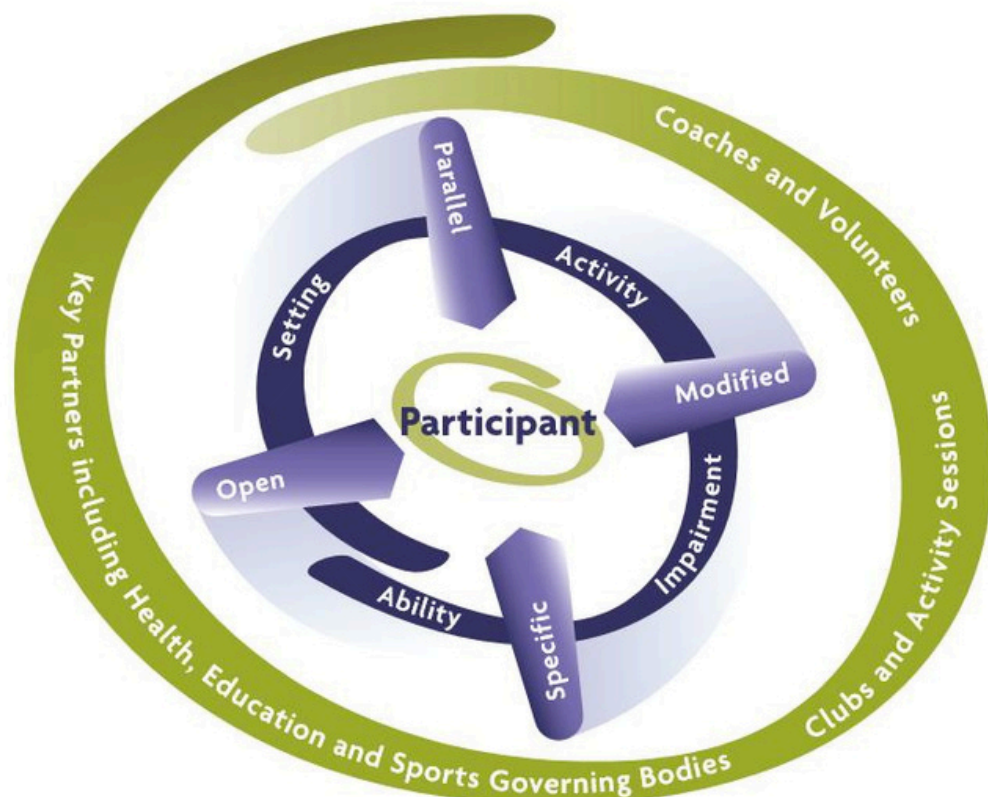 Coaches and Volunteers
Parallel
Activity
Setting
Modified
Participant
Open
Impairment
Ability
Specific
Clubs and Activity Sessions
Key Partners including Health, Education and Sports Governing Bodies